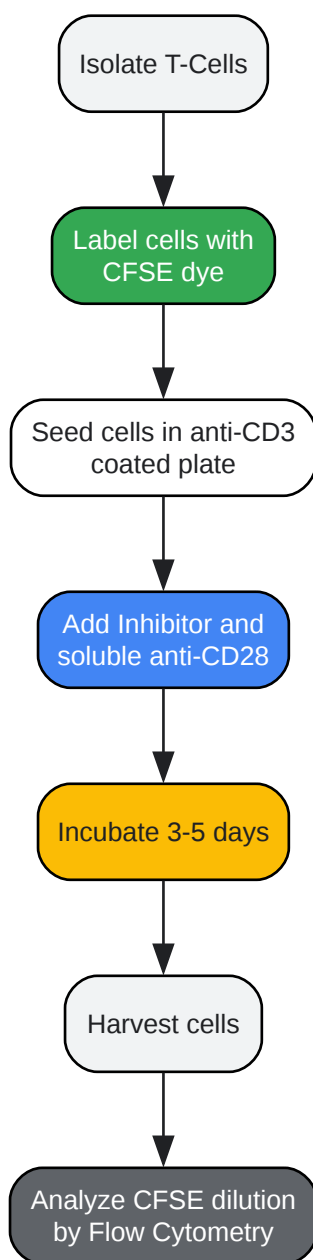 Isolate T-Cells
Label cells with
CFSE dye
Seed cells in anti-CD3
coated plate
Add Inhibitor and
soluble anti-CD28
Incubate 3-5 days
Harvest cells
Analyze CFSE dilution
by Flow Cytometry